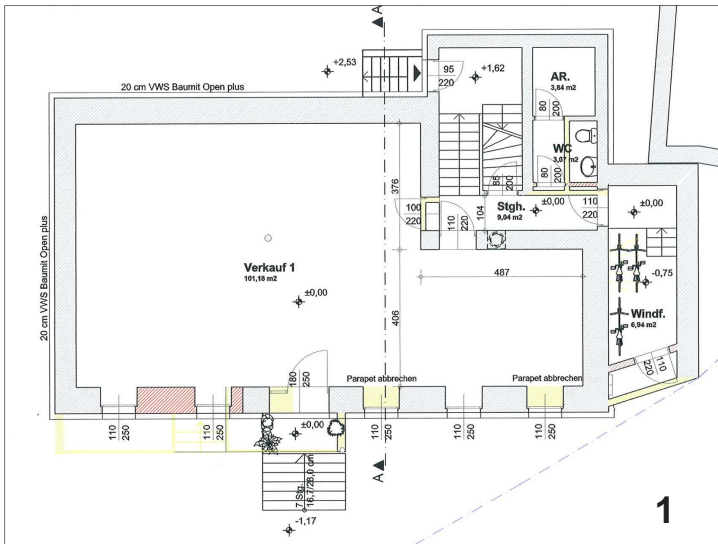 A
+2,53
95
220
+1,62
AR.
3,84 m2
20 cm VWS Baumit Open plus
80
200
WC
3,07 m2
80
200
85
200
376
100
220
110
220
104
Stgh.
9,04 m2
±0,00
110
220
±0,00
20 cm VWS Baumit Open plus
Verkauf 1
101,18 m2
±0,00
487
406
-0,75
Windf.
6,94 m2
110
220
180
250
Parapet abbrechen
Parapet abbrechen
110
250
110
250
±0,00
110
250
110
250
110
250
7 Stg.
16,7/28,0 cm
A
-1,17
1